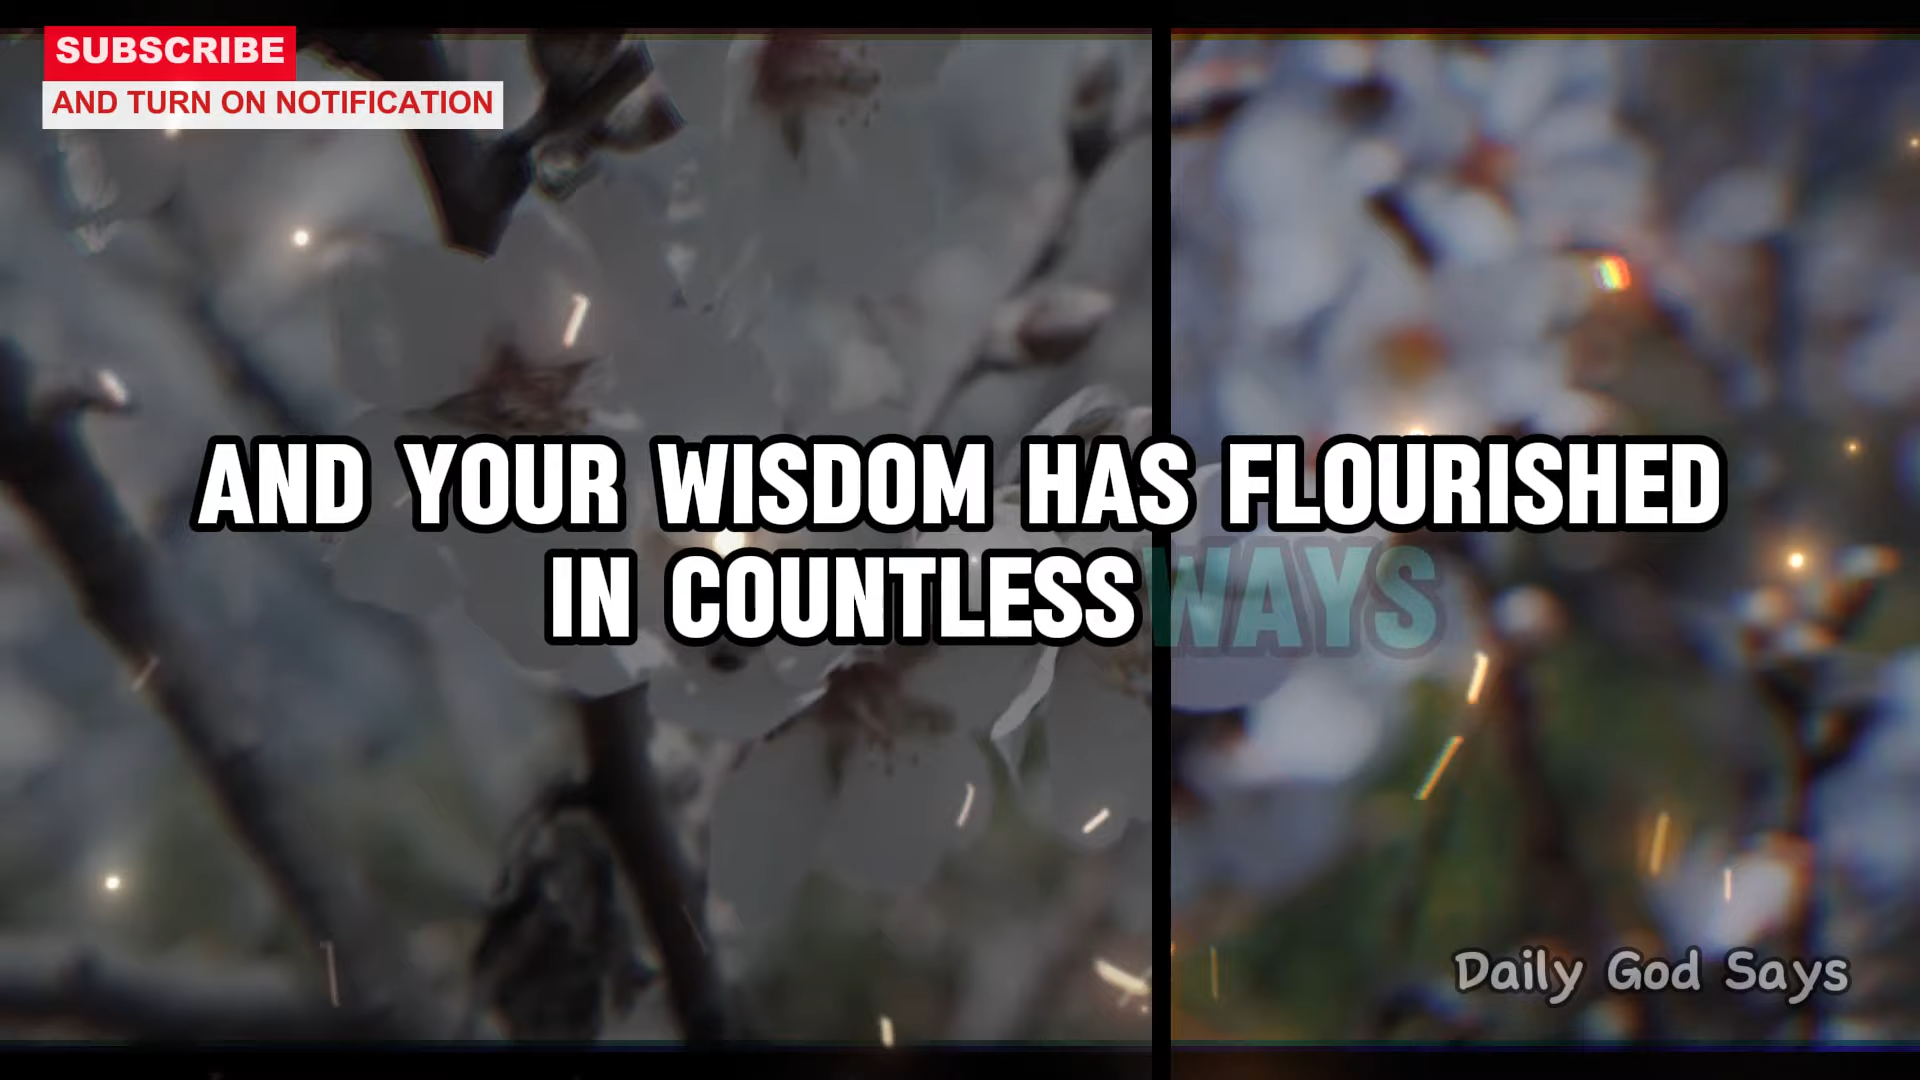 SUBSCRIBE
AND TURN ON NOTIFICATION
AND YOUR WISDOM HAS FLOURISHED
IN COUNTLESS WAYS
Daily God Says